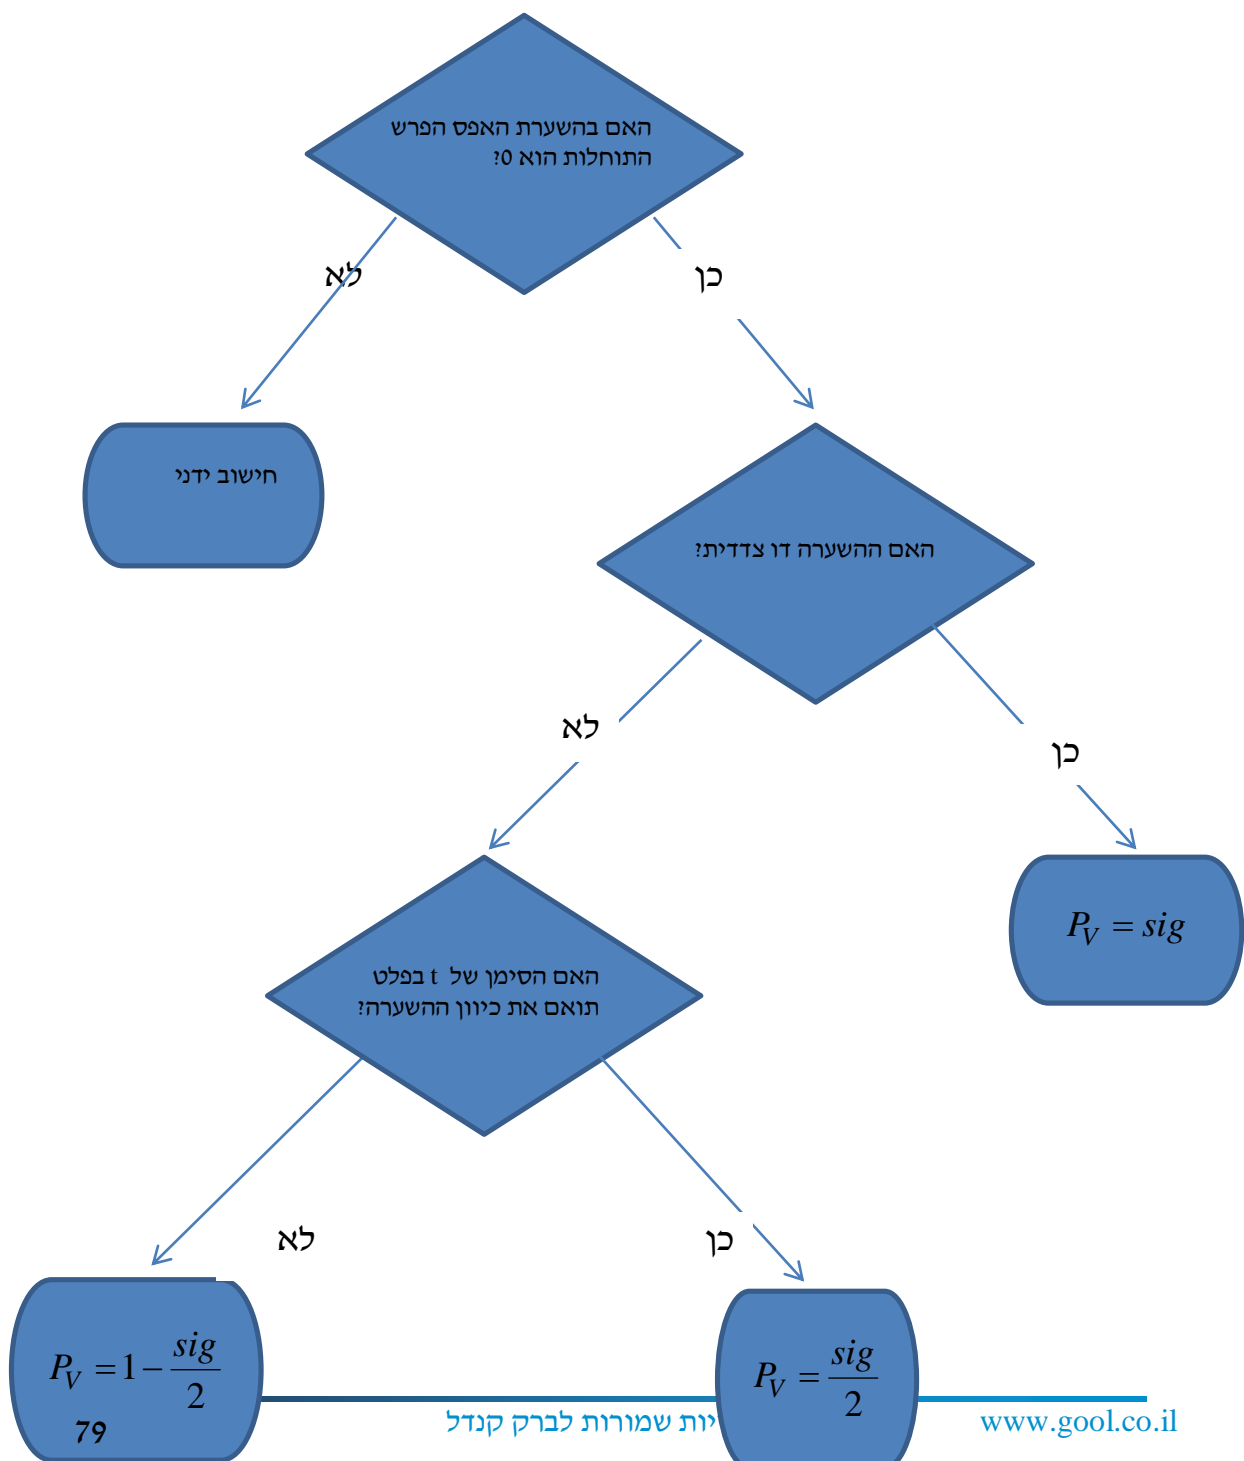 האם בהשערת האפס הפרש
התוחלות הוא 0?
כן
לא
חישוב ידני
האם ההשערה דו צדדית?
לא
כן
P_V = sig
האם הסימן של t בפלט
תואם את כיוון ההשערה?
כן
לא
P_V = 1 − sig/2
P_V = sig/2
79
יות שמורות לברק קנדל
www.gool.co.il